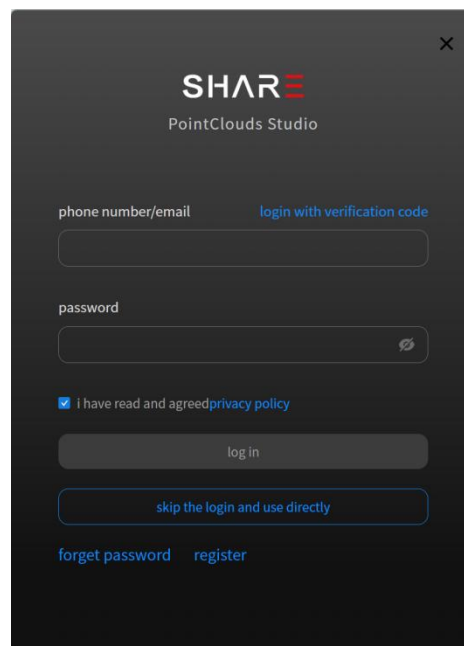 SHARE
PointClouds Studio
phone number/email login with verification code
password
i have read and agreedprivacy policy
log in
skip the login and use directly
forget password register